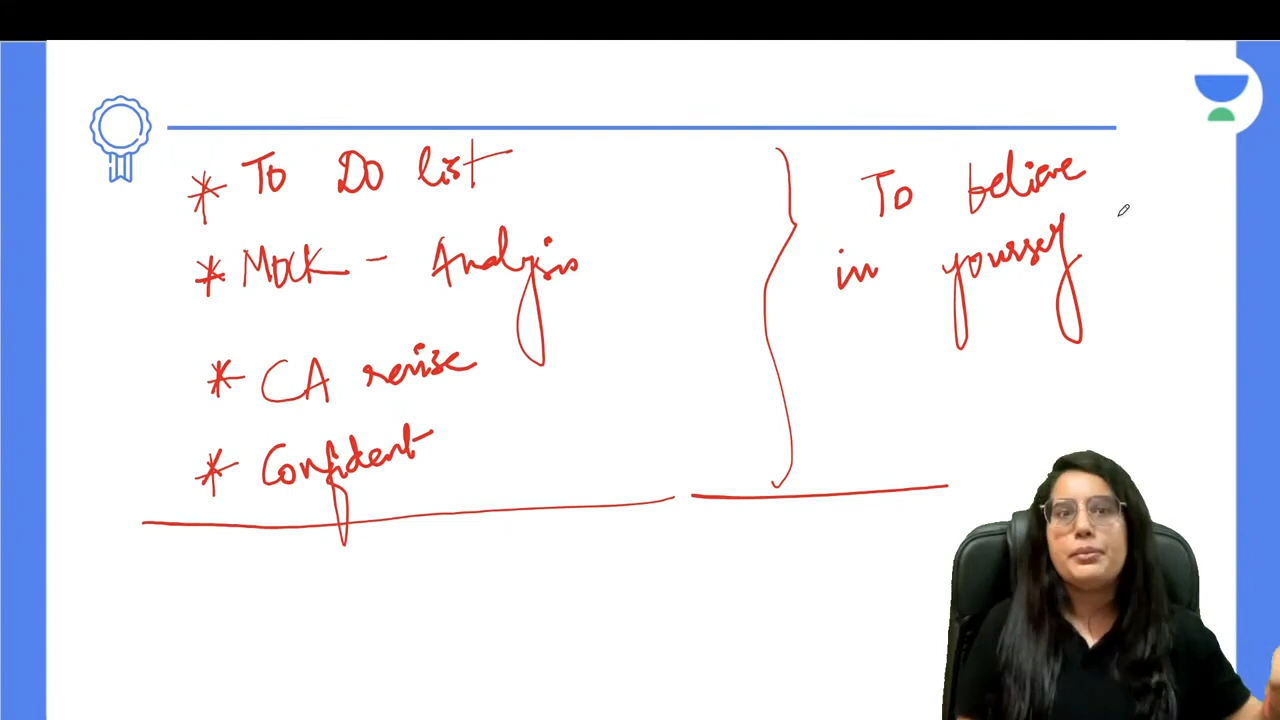 * To Do list
* Mock - Analysis
* CA revise
* Confident
To believe
in yourself